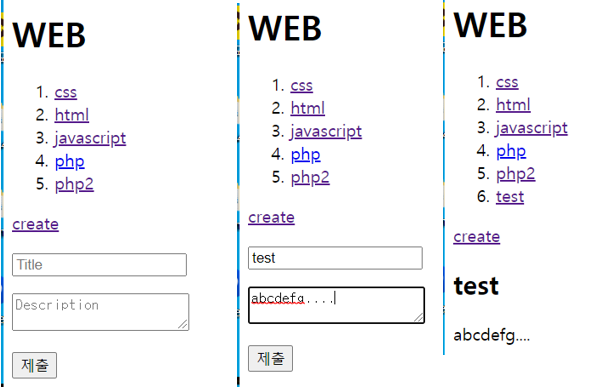 WEB
1. css
2. html
3. javascript
4. php
5. php2
create
Title
Description
제출
WEB
1. css
2. html
3. javascript
4. php
5. php2
create
test
abcdefg....
제출
WEB
1. css
2. html
3. javascript
4. php
5. php2
6. test
create
test
abcdefg....